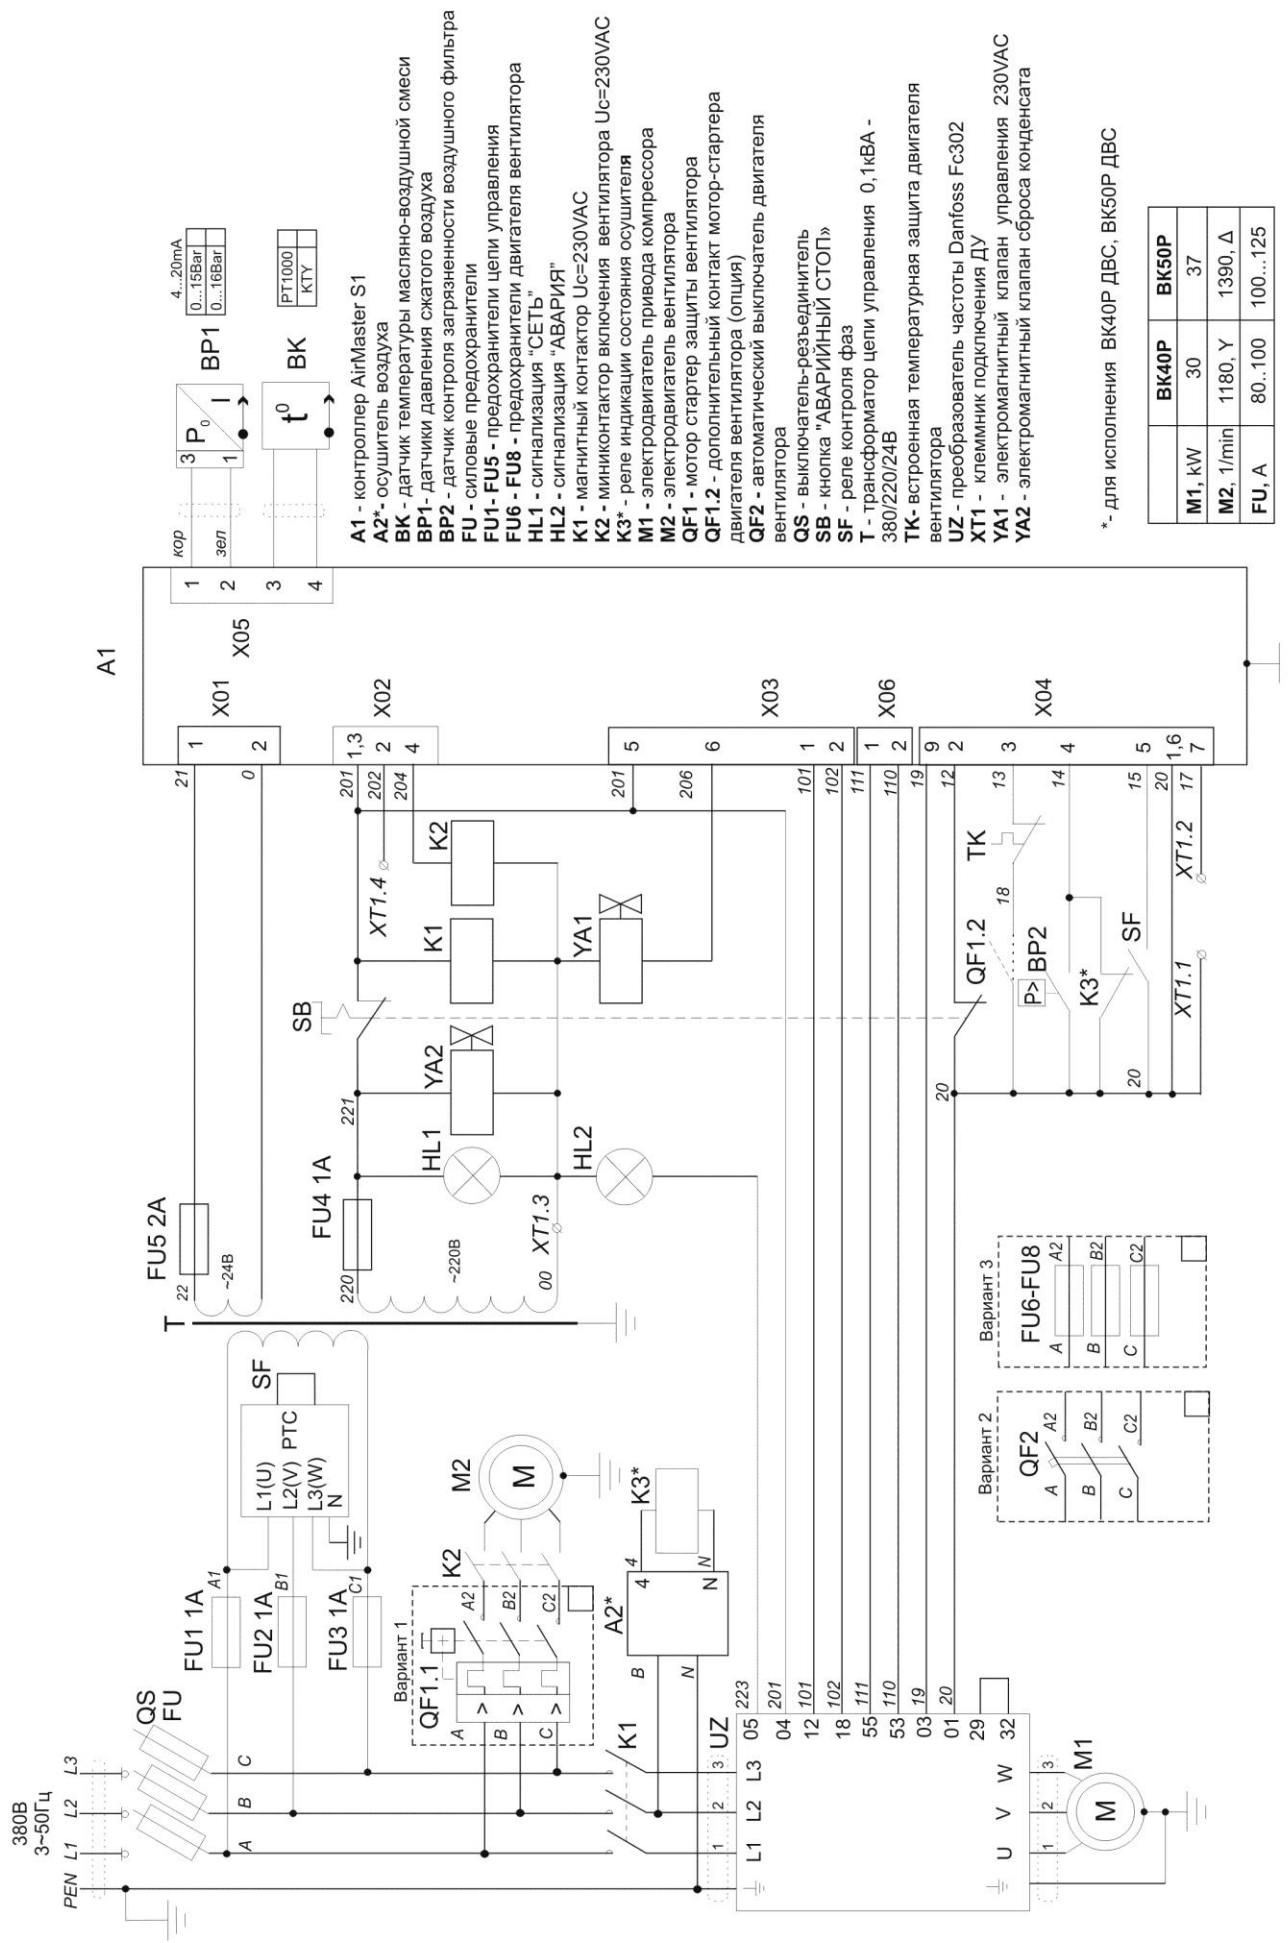 380В
3~50Гц
PEN
L1
L2
L3
QS
FU
A
B
C
FU1 1A
FU2 1A
FU3 1A
A1
B1
C1
L1(U)
L2(V)
L3(W)
N
PTC
SF
T
22
~24В
FU5 2A
21
0
220
~220В
00
FU4 1A
XT1.3
HL1
HL2
221
YA2
SB
K1
K2
YA1
XT1.4
201
202
204
201
206
101
102
111
110
19
12
13
14
15
20
17
A1
X01
1
2
X02
1,3
2
4
X03
5
6
1
2
X06
1
2
X04
9
2
3
4
5
1,6
7
X05
1
2
3
4
кор
зел
3
1
P₀
I
BP1
4...20mA
0...15Bar
0...16Bar
t⁰
BK
PT1000
KTY
Вариант 1
QF1.1
A
B
C
A2
B2
C2
K2
M2
M
K1
B
N
A2*
4
N
4
N
K3*
1
2
3
UZ
L1
L2
L3
05
04
12
18
55
53
03
01
29
32
223
201
101
102
111
110
19
20
U
V
W
1
2
3
M1
M
Вариант 2
QF2
A
B
C
A2
B2
C2
Вариант 3
FU6-FU8
A
B
C
A2
B2
C2
20
QF1.2
TK
18
P>
BP2
K3*
SF
20
XT1.1
XT1.2
A1 - контроллер AirMaster S1
A2*- осушитель воздуха
BK - датчик температуры масляно-воздушной смеси
BP1- датчики давления сжатого воздуха
BP2 - датчик контроля загрязненности воздушного фильтра
FU - силовые предохранители
FU1- FU5 - предохранители цепи управления
FU6 - FU8 - предохранители двигателя вентилятора
HL1 - сигнализация “СЕТЬ”
HL2 - сигнализация “АВАРИЯ”
K1 - магнитный контактор Uc=230VAC
K2 - миниконтактор включения вентилятора Uc=230VAC
K3* - реле индикации состояния осушителя
M1 - электродвигатель привода компрессора
M2 - электродвигатель вентилятора
QF1 - мотор стартер защиты вентилятора
QF1.2 - дополнительный контакт мотор-стартера
двигателя вентилятора (опция)
QF2 - автоматический выключатель двигателя
вентилятора
QS - выключатель-резъединитель
SB - кнопка "АВАРИЙНЫЙ СТОП»
SF - реле контроля фаз
T - трансформатор цепи управления 0,1кВА -
380/220/24В
TK- встроенная температурная защита двигателя
вентилятора
UZ - преобразователь частоты Danfoss Fc302
XT1 - клеммник подключения Ду
YA1 - электромагнитный клапан управления 230VAC
YA2 - электромагнитный клапан сброса конденсата
*- для исполнения ВК40Р ДВС, ВК50Р ДВС
ВК40Р ВК50Р
M1, kW 30 37
M2, 1/min 1180, Y 1390, Δ
FU, A 80..100 100...125